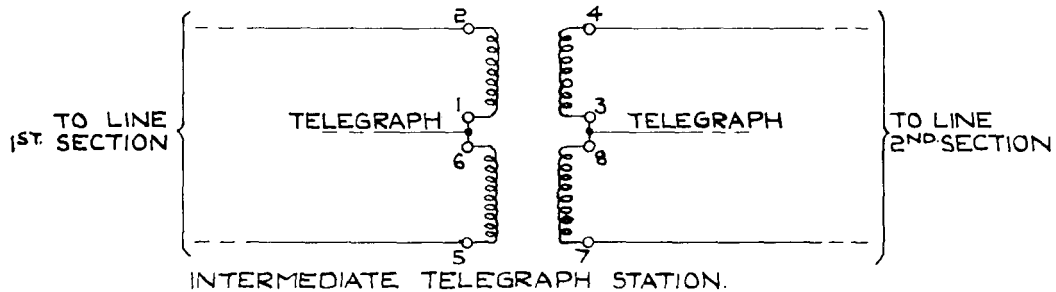 2
4
TO LINE
1ST. SECTION
TELEGRAPH
1
6
3
8
TELEGRAPH
TO LINE
2ND. SECTION
5
7
INTERMEDIATE TELEGRAPH STATION.